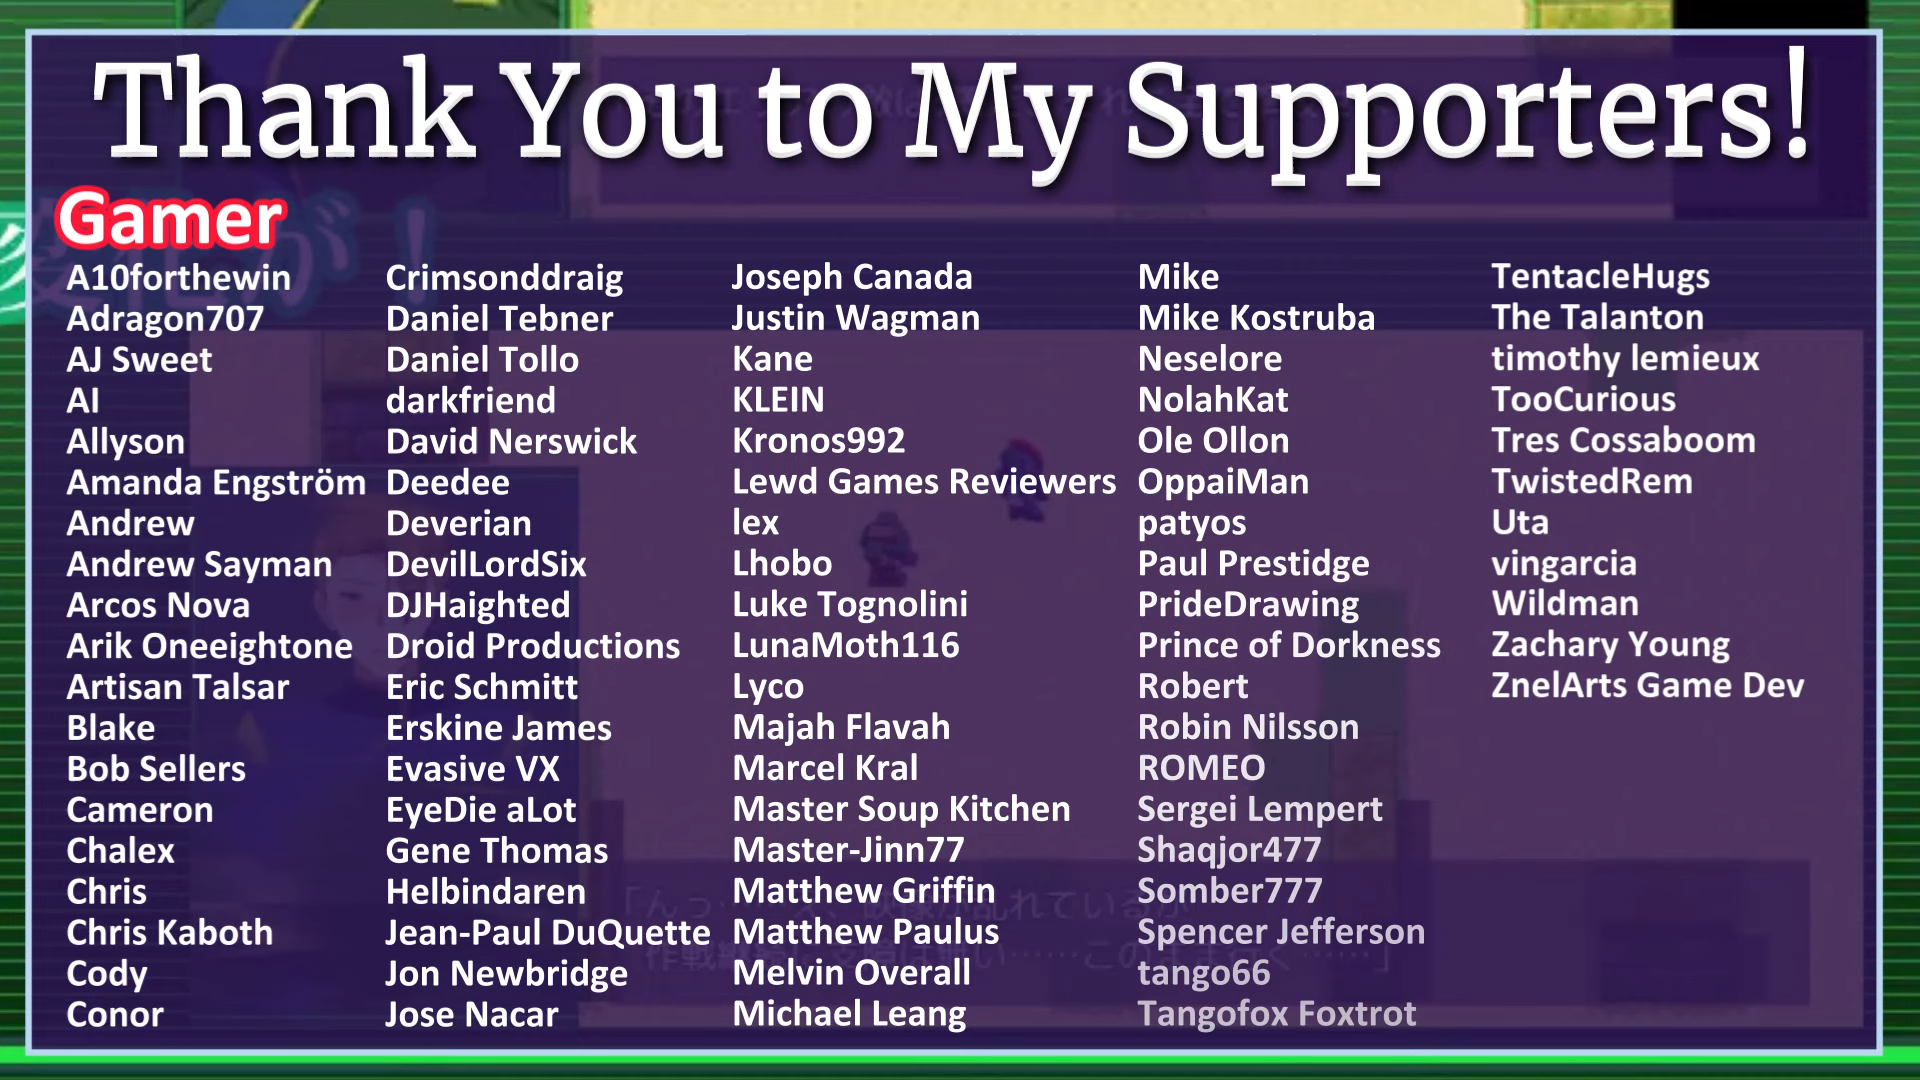 Thank You to My Supporters!
Gamer
A10forthewin
Adragon707
AJ Sweet
Al
Allyson
Amanda Engström
Andrew
Andrew Sayman
Arcos Nova
Arik Oneeightone
Artisan Talsar
Blake
Bob Sellers
Cameron
Chalex
Chris
Chris Kaboth
Cody
Conor
Crimsonddraig
Daniel Tebner
Daniel Tollo
darkfriend
David Nerswick
Deedee
Deverian
DevilLordSix
DJHaighted
Droid Productions
Eric Schmitt
Erskine James
Evasive VX
EyeDie aLot
Gene Thomas
Helbindaren
Jean-Paul DuQuette
Jon Newbridge
Jose Nacar
Joseph Canada
Justin Wagman
Kane
KLEIN
Kronos992
Lewd Games Reviewers
lex
Lhobo
Luke Tognolini
LunaMoth116
Lyco
Majah Flavah
Marcel Kral
Master Soup Kitchen
Master-Jinn77
Matthew Griffin
Matthew Paulus
Melvin Overall
Michael Leang
Mike
Mike Kostruba
Neselore
NolahKat
Ole Ollon
OppaiMan
patyos
Paul Prestidge
PrideDrawing
Prince of Dorkness
Robert
Robin Nilsson
ROMEO
Sergei Lempert
Shaqjor477
Somber777
Spencer Jefferson
tango66
Tangofox Foxtrot
TentacleHugs
The Talanton
timothy lemieux
TooCurious
Tres Cossaboom
TwistedRem
Uta
vingarcia
Wildman
Zachary Young
ZnelArts Game Dev